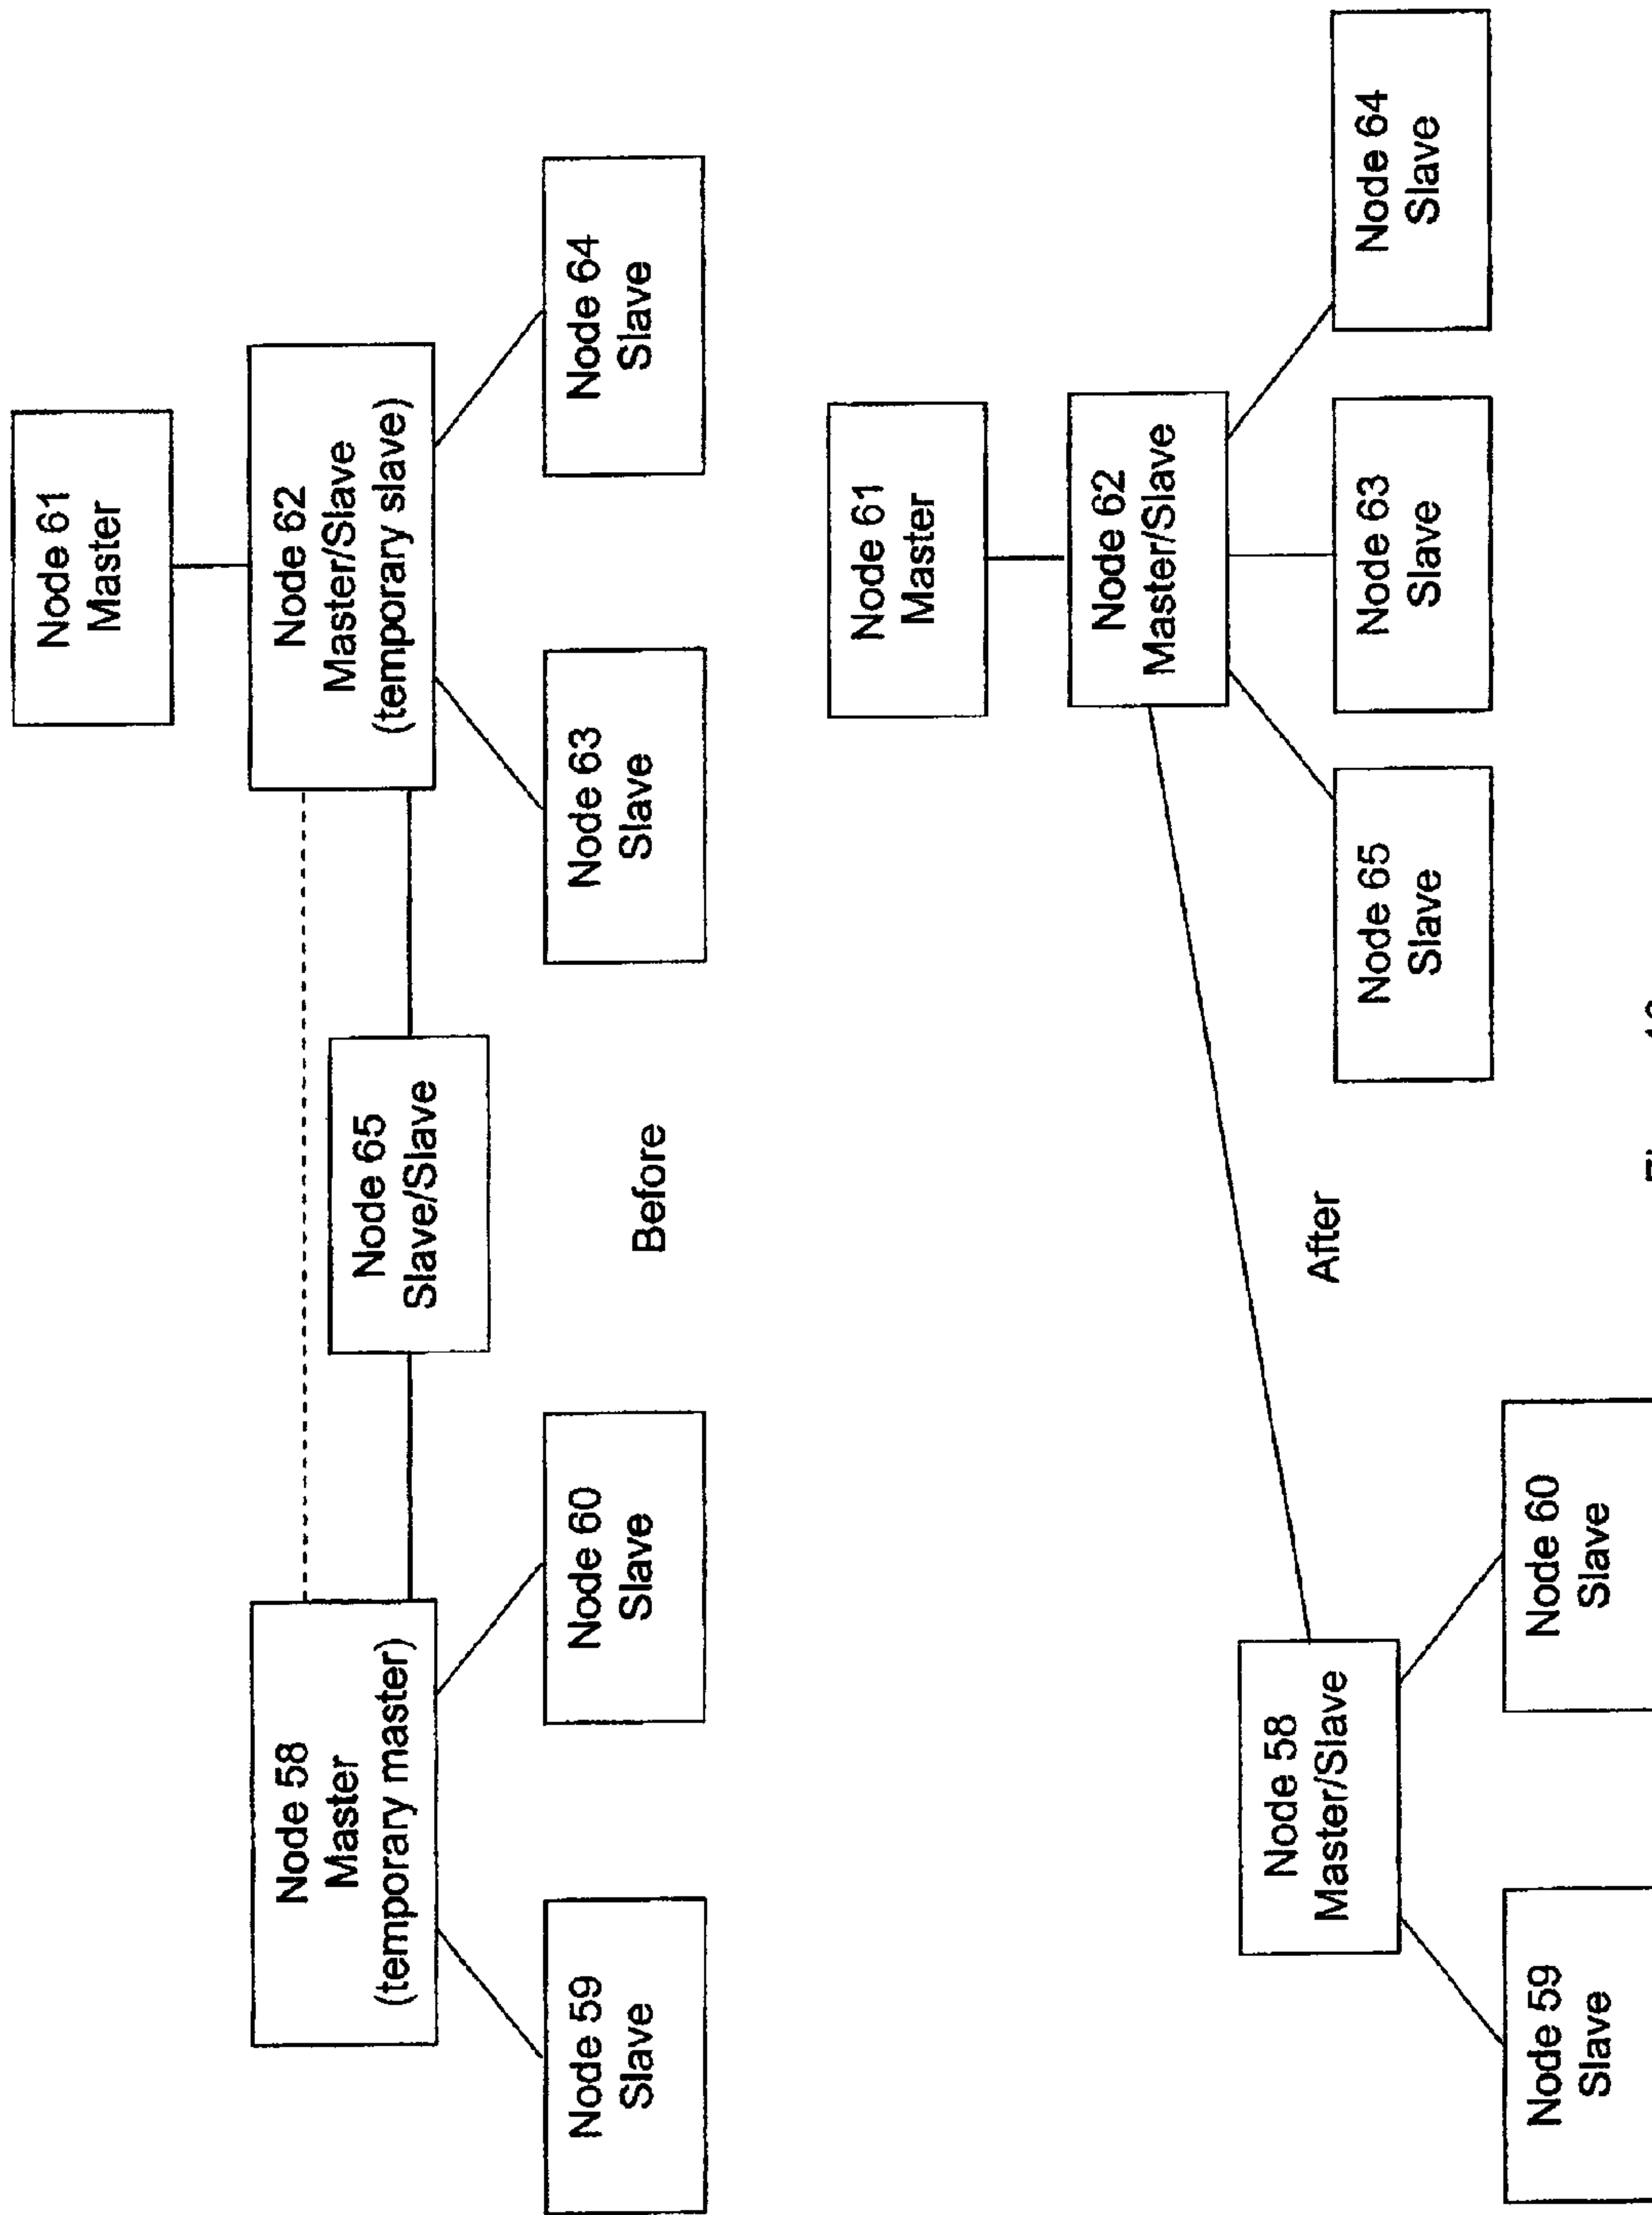 Node 61
Master
Node 58
Master
(temporary master)
Node 62
Master/Slave
(temporary slave)
Node 65
Slave/Slave
Node 59
Slave
Node 60
Slave
Node 63
Slave
Node 64
Slave
Before
Node 61
Master
Node 62
Master/Slave
Node 58
Master/Slave
After
Node 65
Slave
Node 63
Slave
Node 64
Slave
Node 59
Slave
Node 60
Slave